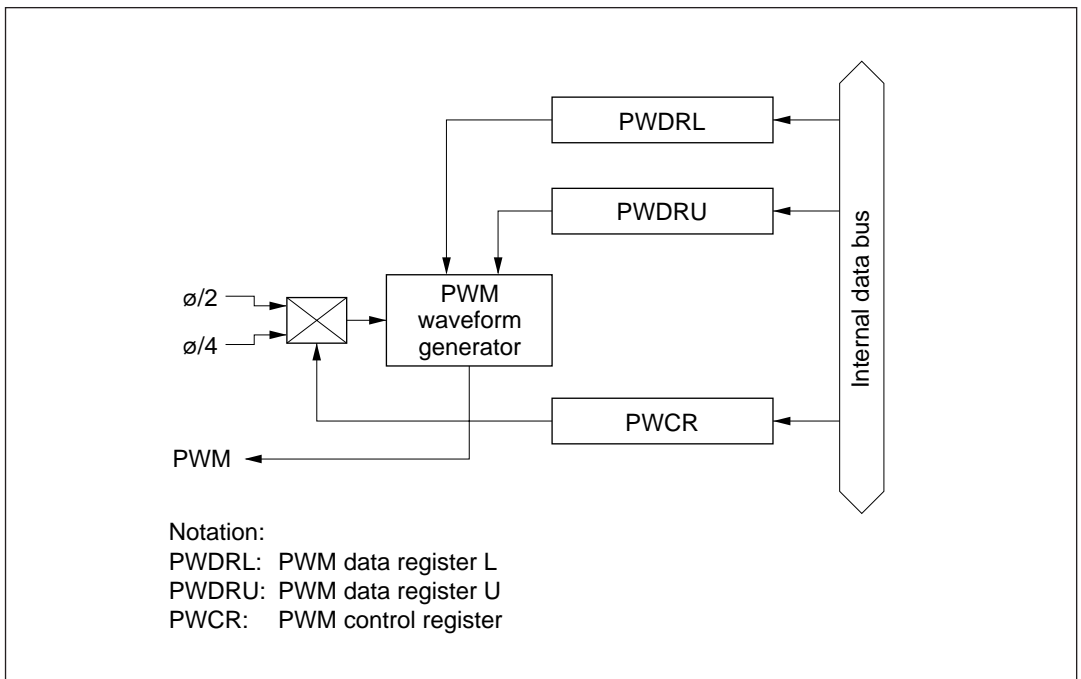 PWDRL
PWDRU
ø/2
ø/4
PWM
waveform
generator
Internal data bus
PWCR
PWM
Notation:
PWDRL: PWM data register L
PWDRU: PWM data register U
PWCR: PWM control register